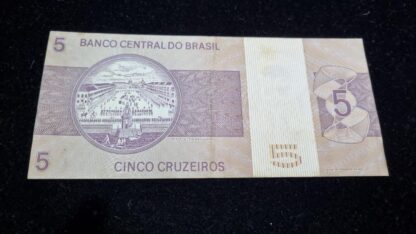 5 BANCO CENTRAL DO BRASIL
5
5 CINCO CRUZEIROS
5